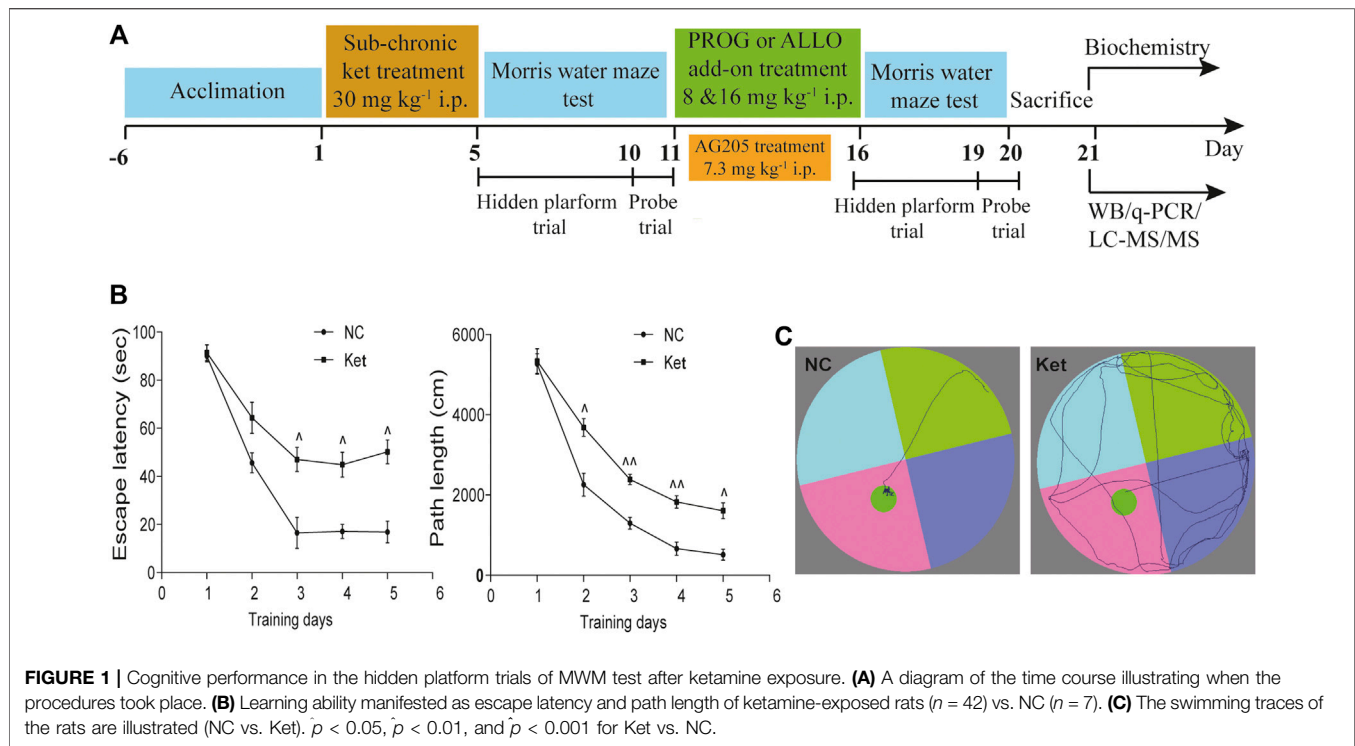 A
Acclimation
Sub-chronic
ket treatment
30 mg kg⁻¹ i.p.
Morris water maze
test
PROG or ALLO
add-on treatment
8 &16 mg kg⁻¹ i.p.
Morris water
maze test
Sacrifice
Biochemistry
-6
1
5
10
11
AG205 treatment
7.3 mg kg⁻¹ i.p.
16
19
20
21
Day
Hidden plarform
trial
Probe
trial
Hidden plarform
trial
Probe
trial
WB/q-PCR/
LC-MS/MS
B
Escape latency (sec)
100
80
60
40
20
0
NC
Ket
^ ^ ^
0 1 2 3 4 5 6
Training days
Path length (cm)
6000
4000
2000
0
NC
Ket
^ ^^ ^^ ^
0 1 2 3 4 5 6
Training days
C
NC
Ket
FIGURE 1 | Cognitive performance in the hidden platform trials of MWM test after ketamine exposure. (A) A diagram of the time course illustrating when the
procedures took place. (B) Learning ability manifested as escape latency and path length of ketamine-exposed rats (n = 42) vs. NC (n = 7). (C) The swimming traces of
the rats are illustrated (NC vs. Ket). ^p < 0.05, ^p < 0.01, and ^p < 0.001 for Ket vs. NC.